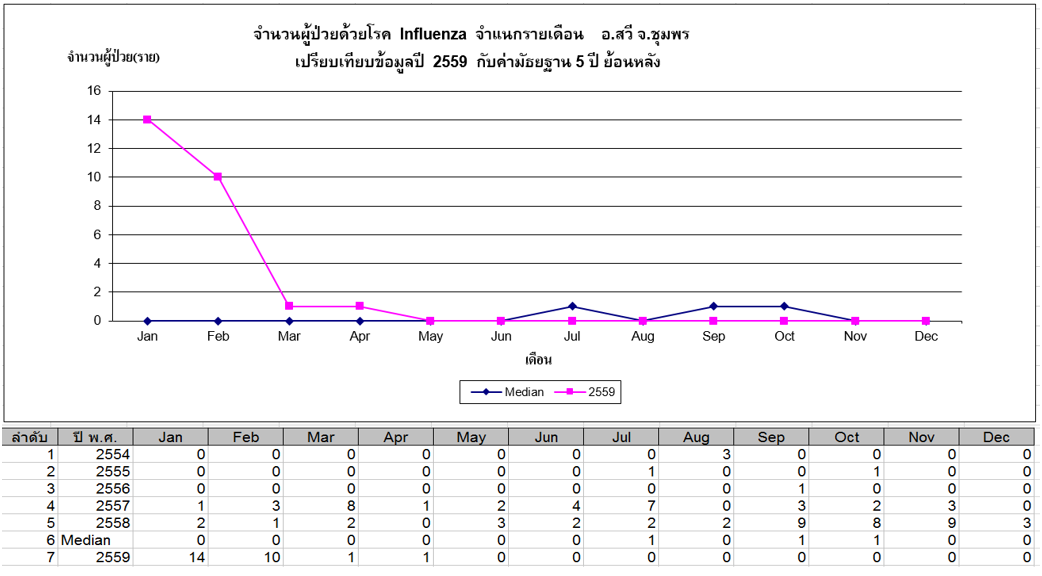 จำนวนผู้ป่วยด้วยโรค Influenza จำแนกรายเดือน อ.สวี จ.ชุมพร
เปรียบเทียบข้อมูลปี 2559 กับค่ามัธยฐาน 5 ปี ย้อนหลัง
จำนวนผู้ป่วย(ราย)
16
14
12
10
8
6
4
2
0
Jan Feb Mar Apr May Jun Jul Aug Sep Oct Nov Dec
เดือน
Median 2559
ลำดับ ปี พ.ศ. Jan Feb Mar Apr May Jun Jul Aug Sep Oct Nov Dec
1 2554 0 0 0 0 0 0 0 3 0 0 0 0
2 2555 0 0 0 0 0 0 1 0 0 1 0 0
3 2556 0 0 0 0 0 0 0 0 1 0 0 0
4 2557 1 3 8 1 2 4 7 0 3 2 3 0
5 2558 2 1 2 0 3 2 2 2 9 8 9 3
6 Median 0 0 0 0 0 0 1 0 1 1 0 0
7 2559 14 10 1 1 0 0 0 0 0 0 0 0